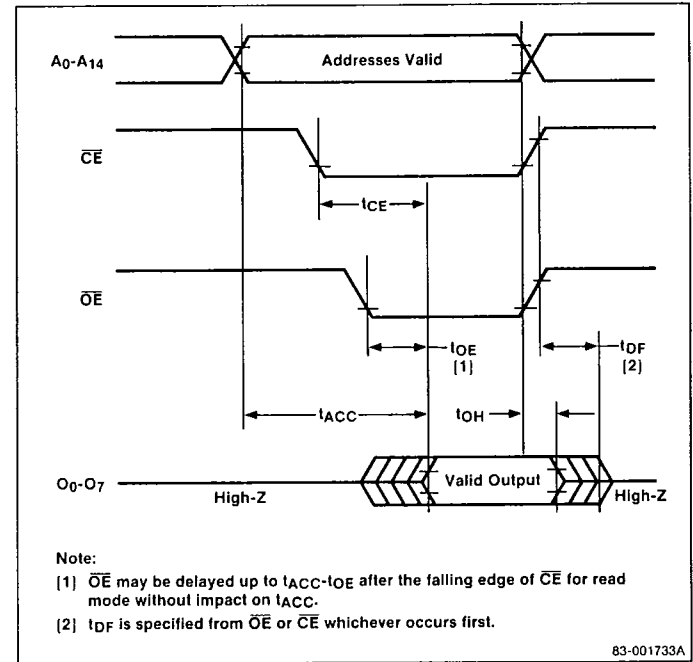 A0-A14
Addresses Valid
CE
tCE
OE
tOE
[1]
tDF
[2]
tACC
tOH
O0-O7
High-Z
Valid Output
High-Z
Note:
[1] OE may be delayed up to tACC-tOE after the falling edge of CE for read
mode without impact on tACC.
[2] tDF is specified from OE or CE whichever occurs first.
83-001733A